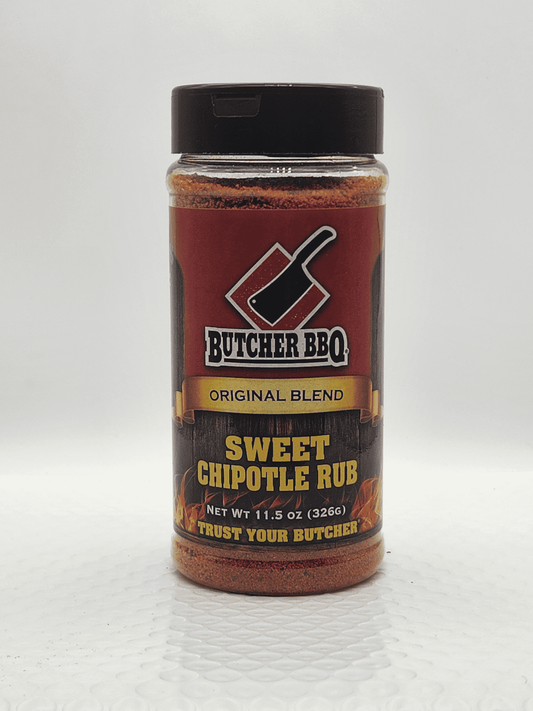 BUTCHER BBQ
ORIGINAL BLEND
SWEET
CHIPOTLE RUB
NET WT 11.5 OZ (326G)
TRUST YOUR BUTCHER